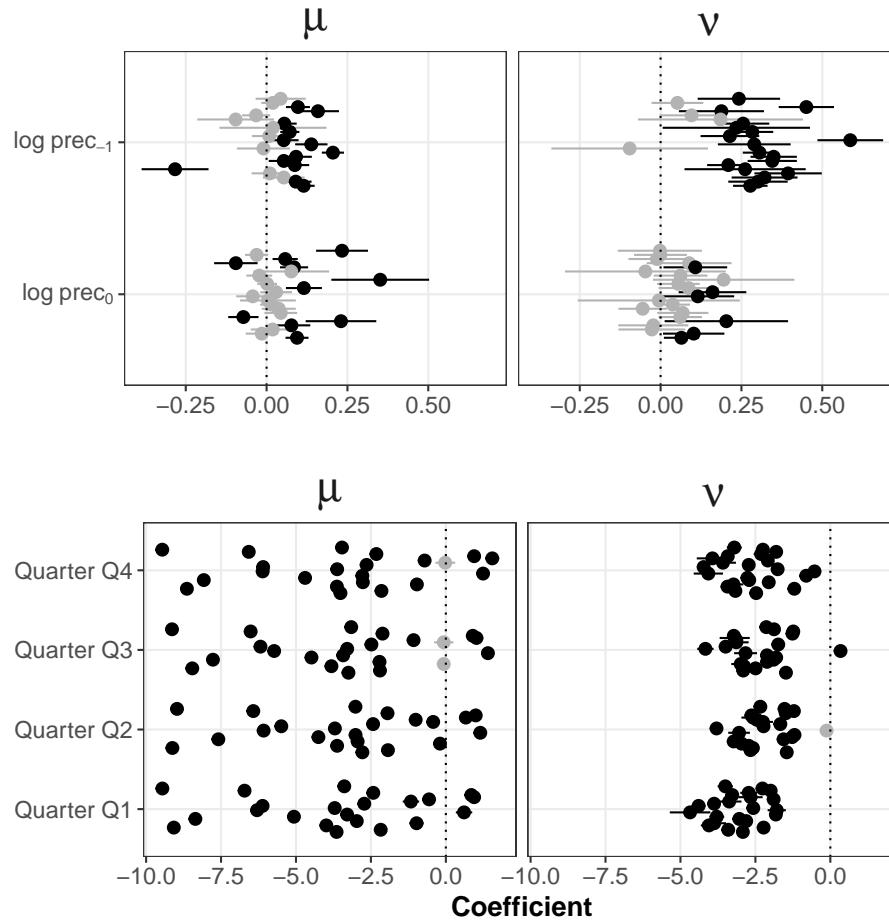 μ ν
log prec₋₁
log prec₀
−0.25 0.00 0.25 0.50 −0.25 0.00 0.25 0.50
μ ν
Quarter Q4
Quarter Q3
Quarter Q2
Quarter Q1
−10.0 −7.5 −5.0 −2.5 0.0 −10.0 −7.5 −5.0 −2.5 0.0
Coefficient